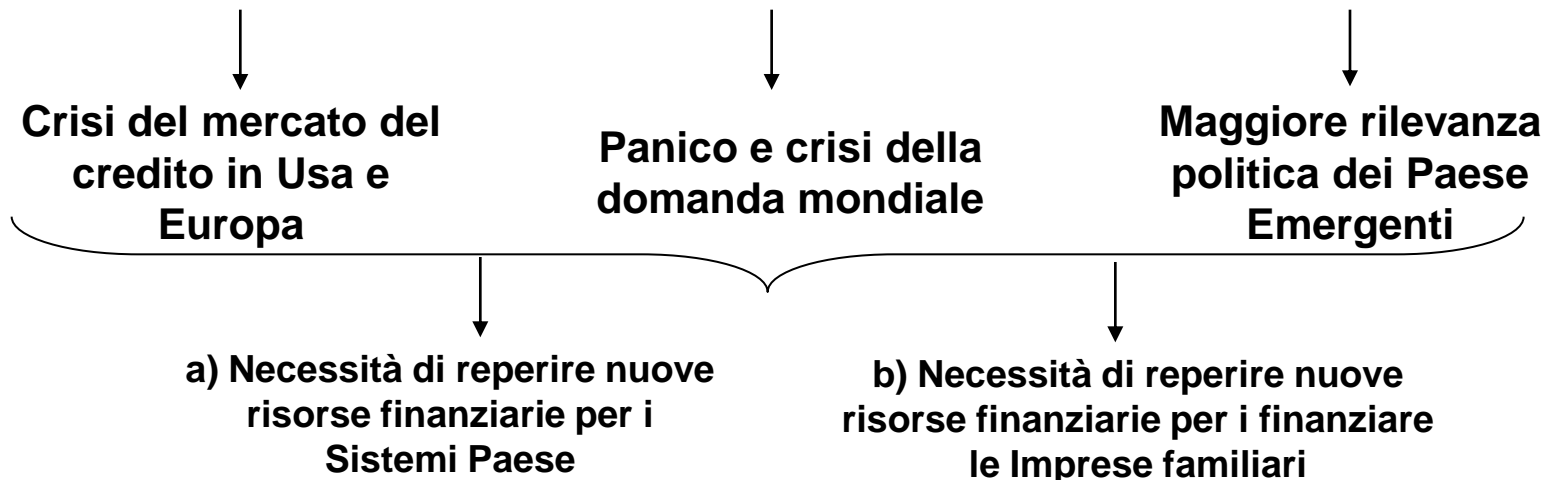 Crisi del mercato del
credito in Usa e
Europa
Panico e crisi della
domanda mondiale
Maggiore rilevanza
politica dei Paese
Emergenti
a) Necessità di reperire nuove
risorse finanziarie per i
Sistemi Paese
b) Necessità di reperire nuove
risorse finanziarie per i finanziare
le Imprese familiari